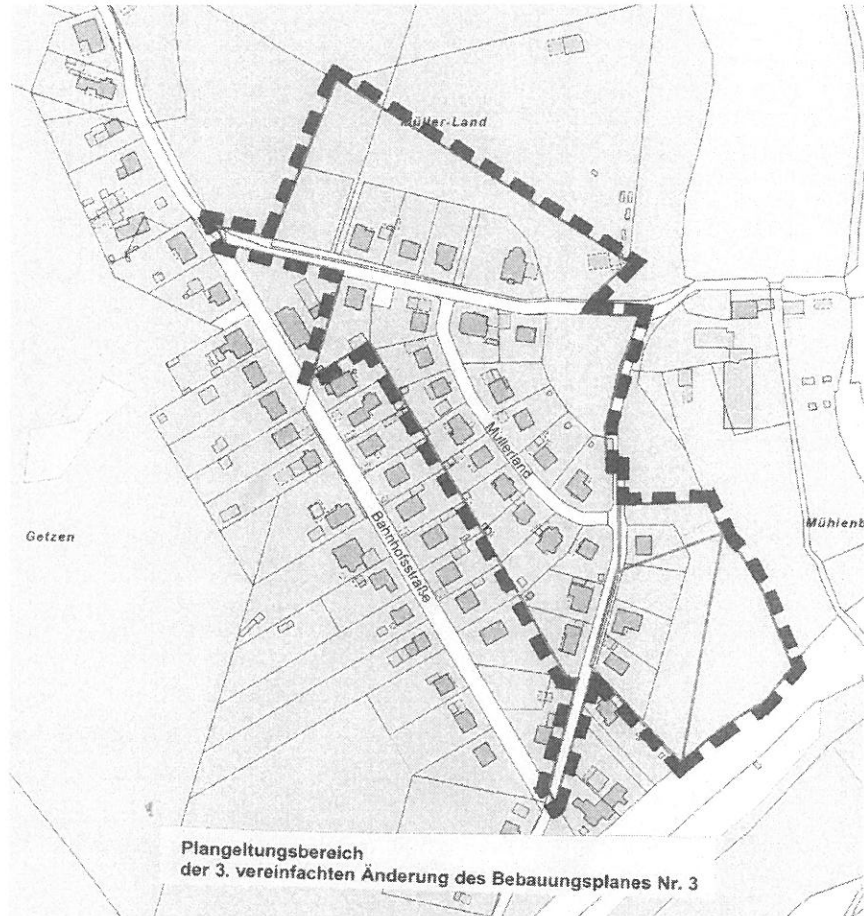 Müller-Land
Müllerland
Bahnhofsstraße
Getzen
Mühlenb
Plangeltungsbereich
der 3. vereinfachten Änderung des Bebauungsplanes Nr. 3